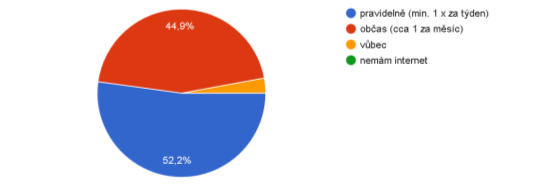 44,9%
52,2%
pravidelně (min. 1 x za týden)
občas (cca 1 za měsíc)
vůbec
nemám internet